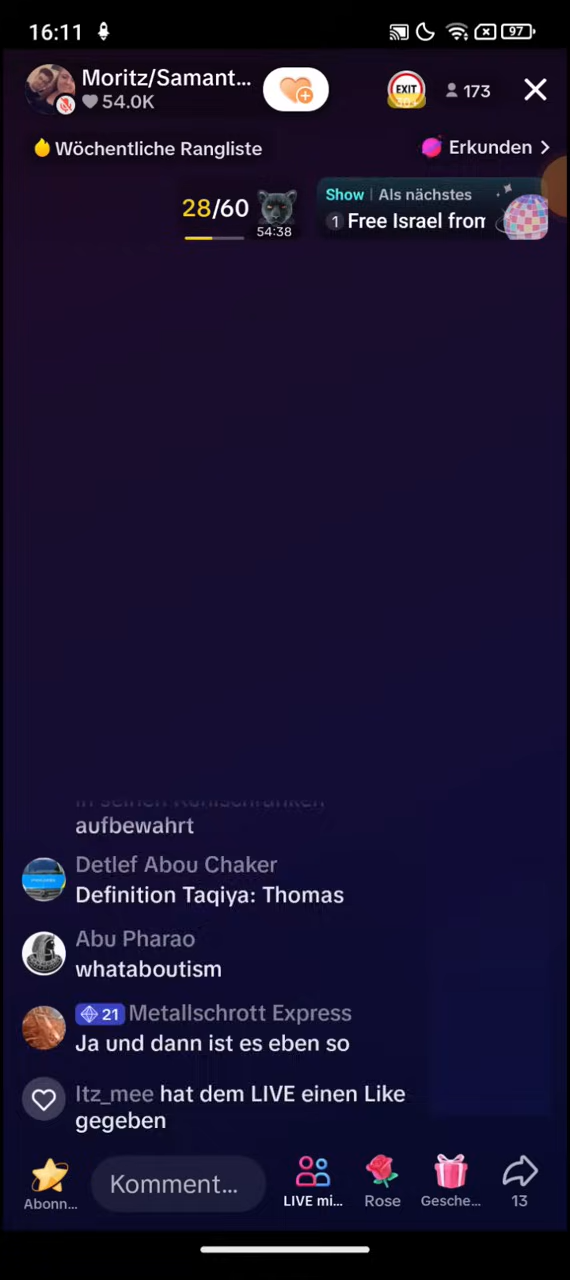 16:11
97
Moritz/Samant...
54.0K
EXIT
173
Wöchentliche Rangliste
Erkunden >
28/60
54:38
Show | Als nächstes
1 Free Israel from
aufbewahrt
Detlef Abou Chaker
Definition Taqiya: Thomas
Abu Pharao
whataboutism
21 Metallschrott Express
Ja und dann ist es eben so
Itz_mee hat dem LIVE einen Like
gegeben
Abonn...
Komment...
LIVE mi...
Rose
Gesche...
13